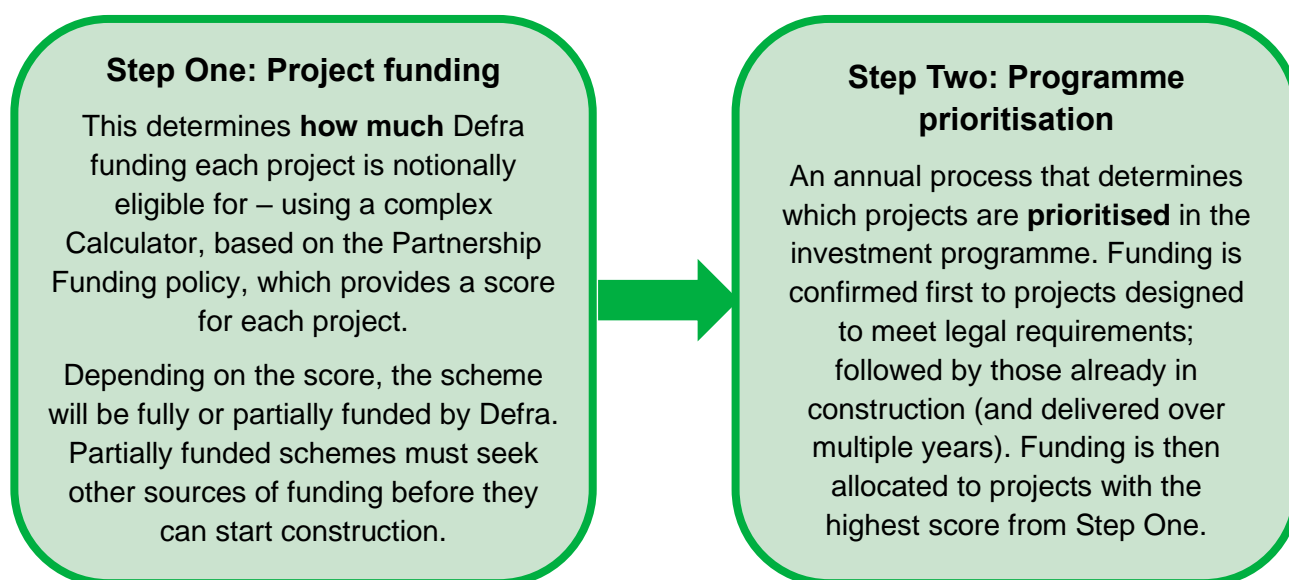 Step One: Project funding
This determines how much Defra
funding each project is notionally
eligible for – using a complex
Calculator, based on the Partnership
Funding policy, which provides a score
for each project.
Depending on the score, the scheme
will be fully or partially funded by Defra.
Partially funded schemes must seek
other sources of funding before they
can start construction.
Step Two: Programme
prioritisation
An annual process that determines
which projects are prioritised in the
investment programme. Funding is
confirmed first to projects designed
to meet legal requirements;
followed by those already in
construction (and delivered over
multiple years). Funding is then
allocated to projects with the
highest score from Step One.